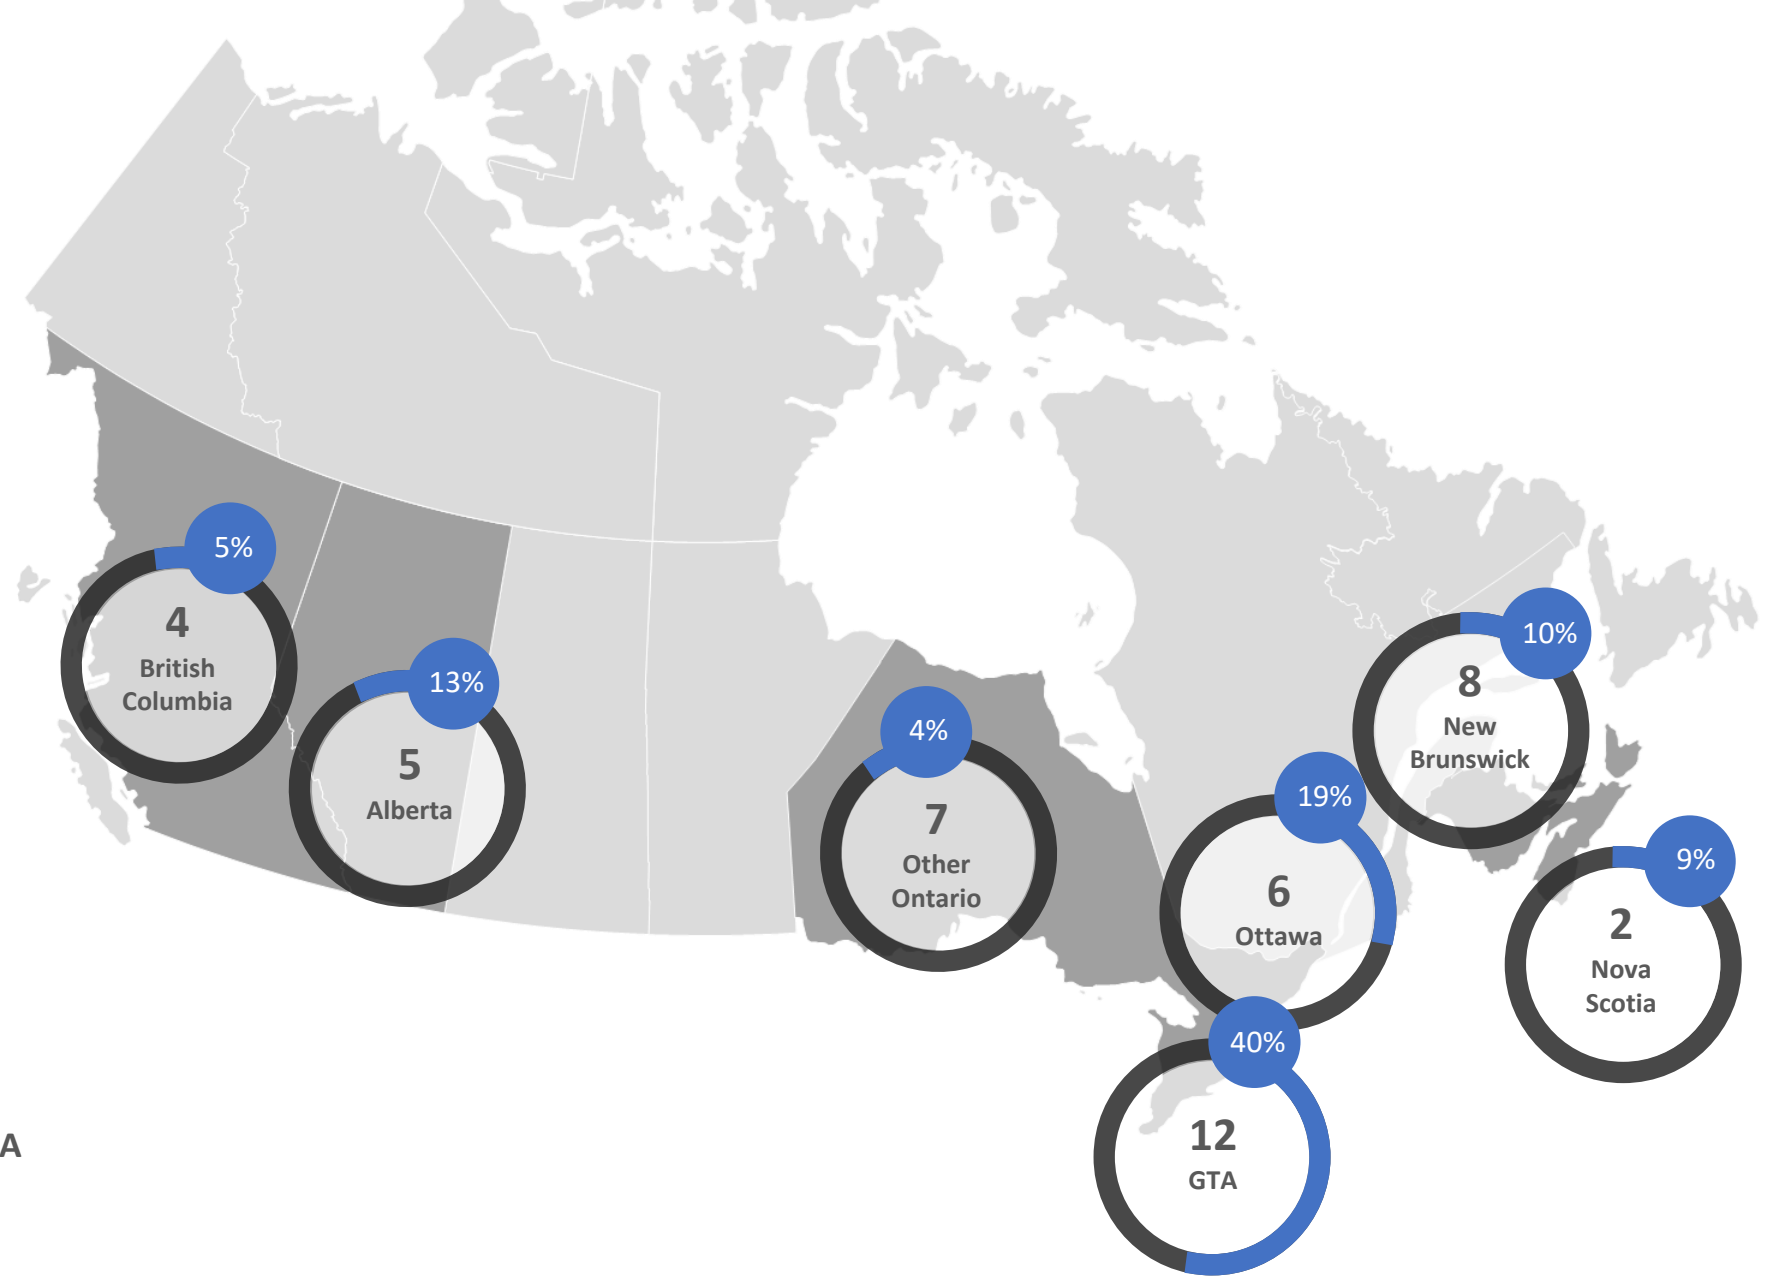 5%
4
British
Columbia
13%
5
Alberta
4%
7
Other
Ontario
19%
6
Ottawa
10%
8
New
Brunswick
9%
2
Nova
Scotia
40%
12
GTA
A